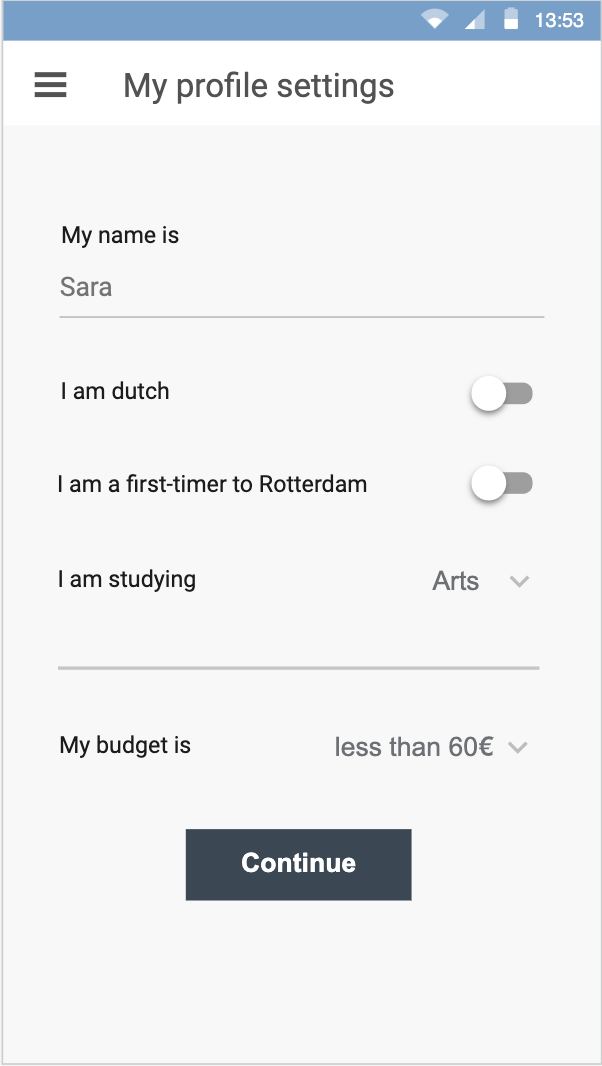 13:53
My profile settings
My name is
Sara
I am dutch
I am a first-timer to Rotterdam
I am studying Arts
My budget is less than 60€
Continue